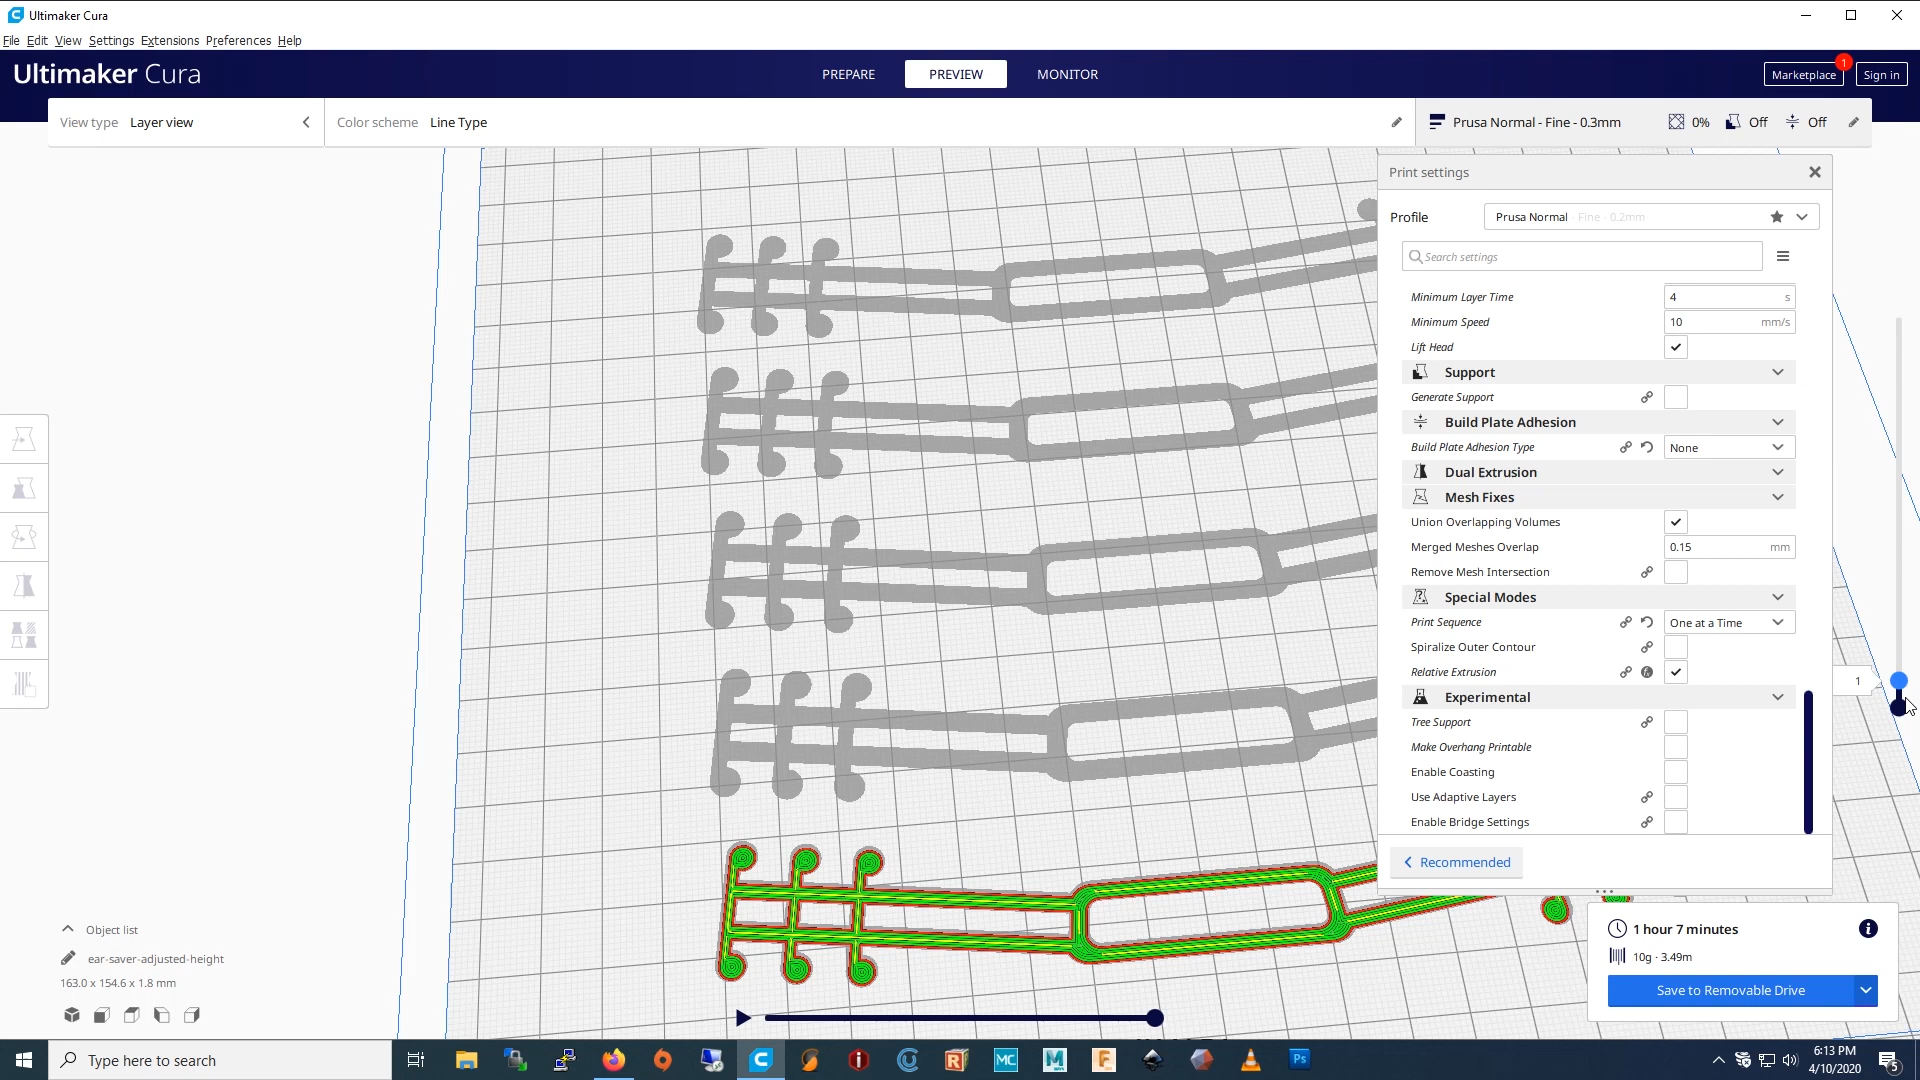 Ultimaker Cura
File Edit View Settings Extensions Preferences Help
Ultimaker Cura
PREPARE
PREVIEW
MONITOR
Marketplace
1
Sign in
View type Layer view
Color scheme Line Type
Prusa Normal - Fine - 0.3mm
0%
Off
Off
Print settings
Profile
Prusa Normal - Fine - 0.2mm
Search settings
Minimum Layer Time 4 s
Minimum Speed 10 mm/s
Lift Head
Support
Generate Support
Build Plate Adhesion
Build Plate Adhesion Type None
Dual Extrusion
Mesh Fixes
Union Overlapping Volumes
Merged Meshes Overlap 0.15 mm
Remove Mesh Intersection
Special Modes
Print Sequence One at a Time
Spiralize Outer Contour
Relative Extrusion
1
Experimental
Tree Support
Make Overhang Printable
Enable Coasting
Use Adaptive Layers
Enable Bridge Settings
Recommended
Object list
ear-saver-adjusted-height
163.0 x 154.6 x 1.8 mm
1 hour 7 minutes
10g · 3.49m
Save to Removable Drive
Type here to search
MC
M
F
Ps
6:13 PM
4/10/2020
5